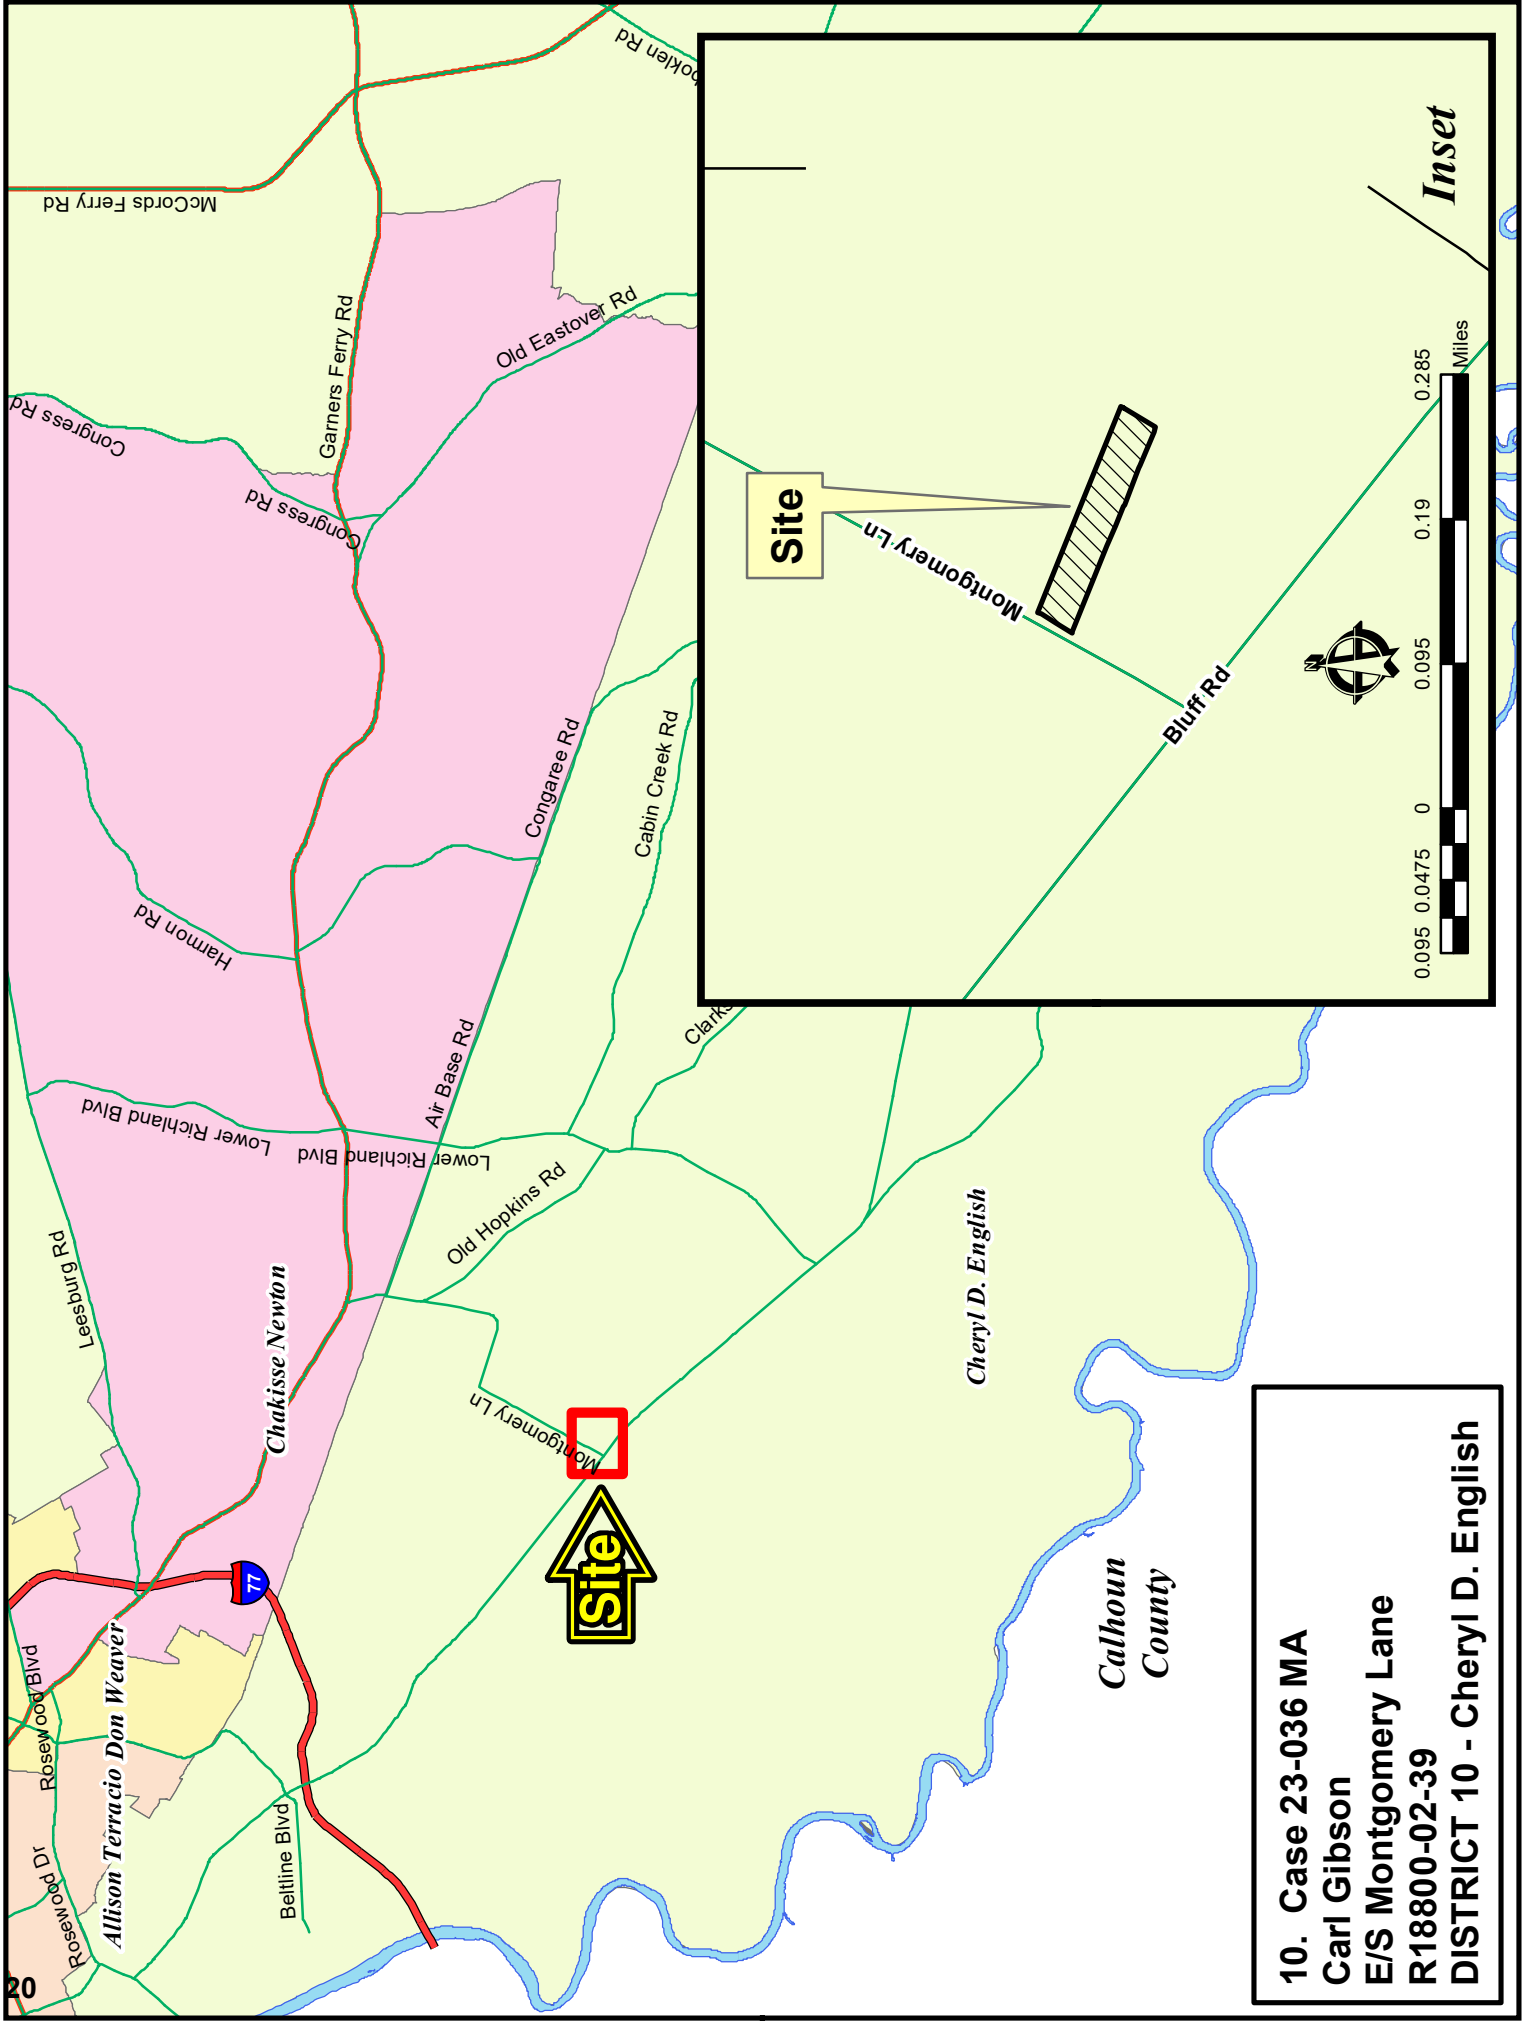 20
Rosewood Blvd
Rosewood Dr
Allison Terracio
Don Weaver
Beltline Blvd
77
Leesburg Rd
Chakisse Newton
Lower Richland Blvd
Lower Richland Blvd
Harmon Rd
Congress Rd
Congress Rd
Garners Ferry Rd
McCords Ferry Rd
Old Eastover Rd
Air Base Rd
Congaree Rd
Cabin Creek Rd
Old Hopkins Rd
Montgomery Ln
Site
Cheryl D. English
Calhoun
County
Site
Montgomery Ln
Bluff Rd
N
Inset
0.095 0.0475 0 0.095 0.19 0.285
Miles
10. Case 23-036 MA
Carl Gibson
E/S Montgomery Lane
R18800-02-39
DISTRICT 10 - Cheryl D. English